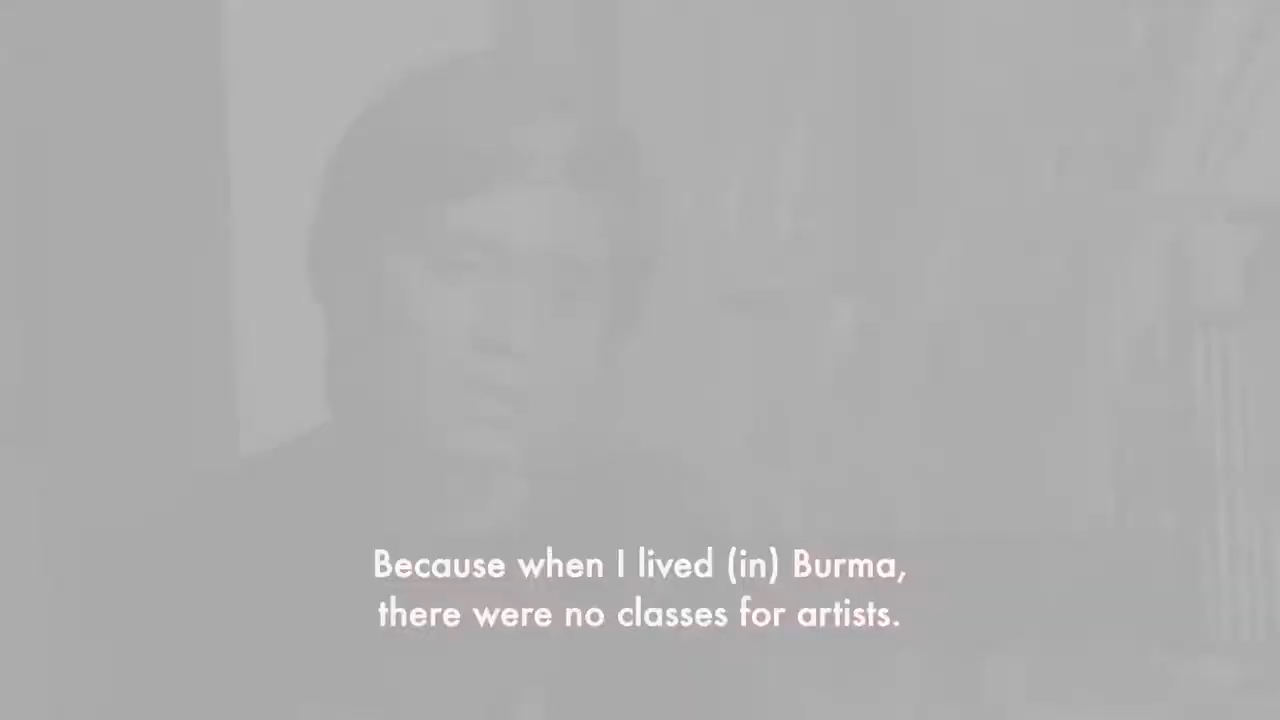 Because when I lived (in) Burma,
there were no classes for artists.